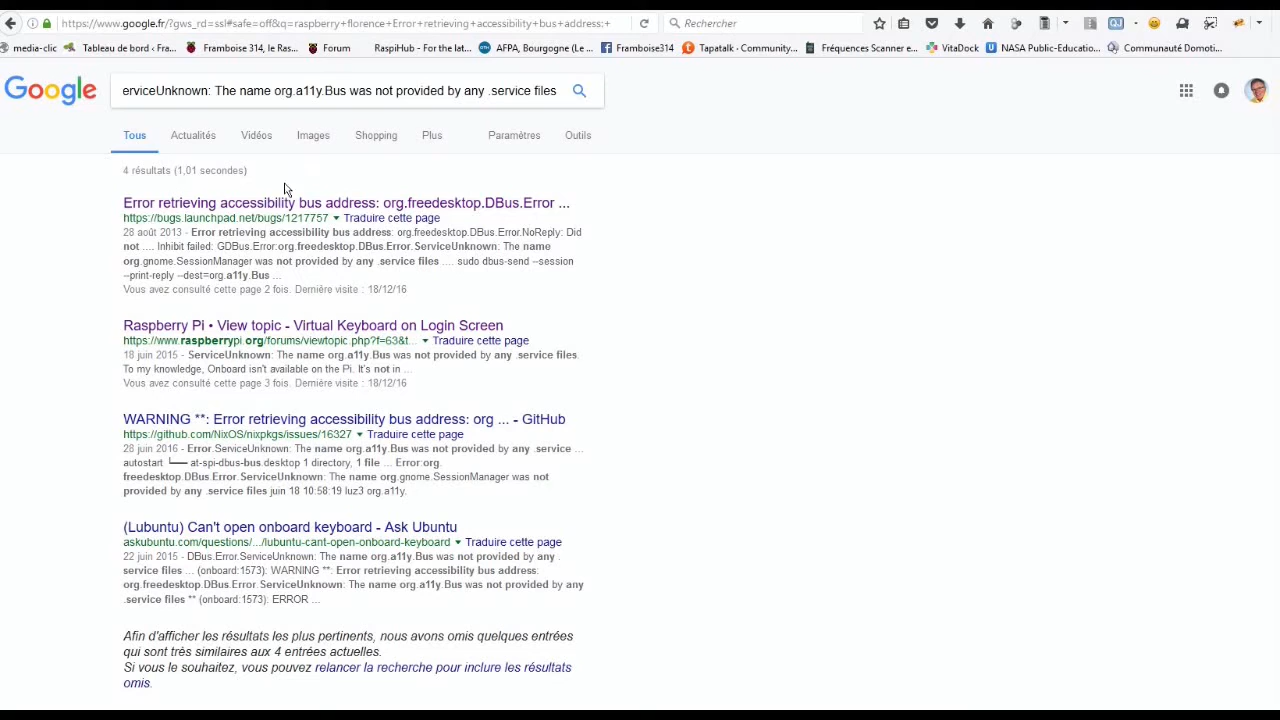 https://www.google.fr/?gws_rd=ssl#safe=off&q=raspberry+florence+Error+retrieving+accessibility+bus+address:+
Rechercher
media-clic Tableau de bord ‹ Fra... Framboise 314, le Ras... Forum RaspiHub - For the lat... AFPA, Bourgogne (Le ... Framboise314 Tapatalk - Community... Fréquences Scanner e... VitaDock NASA Public-Education... Communauté Domoti...
Google
erviceUnknown: The name org.a11y.Bus was not provided by any .service files
Tous Actualités Vidéos Images Shopping Plus Paramètres Outils
4 résultats (1,01 secondes)
Error retrieving accessibility bus address: org.freedesktop.DBus.Error ...
https://bugs.launchpad.net/bugs/1217757 Traduire cette page
28 août 2013 - Error retrieving accessibility bus address: org.freedesktop.DBus.Error.NoReply: Did
not .... Inhibit failed: GDBus.Error:org.freedesktop.DBus.Error.ServiceUnknown: The name
org.gnome.SessionManager was not provided by any .service files .... sudo dbus-send --session
--print-reply --dest=org.a11y.Bus ...
Vous avez consulté cette page 2 fois. Dernière visite : 18/12/16
Raspberry Pi • View topic - Virtual Keyboard on Login Screen
https://www.raspberrypi.org/forums/viewtopic.php?f=63&t... Traduire cette page
18 juin 2015 - ServiceUnknown: The name org.a11y.Bus was not provided by any .service files.
To my knowledge, Onboard isn't available on the Pi. It's not in ...
Vous avez consulté cette page 3 fois. Dernière visite : 18/12/16
WARNING **: Error retrieving accessibility bus address: org ... - GitHub
https://github.com/NixOS/nixpkgs/issues/16327 Traduire cette page
28 juin 2016 - Error.ServiceUnknown: The name org.a11y.Bus was not provided by any .service ...
autostart └── at-spi-dbus-bus.desktop 1 directory, 1 file ... Error:org.
freedesktop.DBus.Error.ServiceUnknown: The name org.gnome.SessionManager was not
provided by any .service files juin 18 10:58:19 luz3 org.a11y.
(Lubuntu) Can't open onboard keyboard - Ask Ubuntu
askubuntu.com/questions/.../lubuntu-cant-open-onboard-keyboard Traduire cette page
22 juin 2015 - DBus.Error.ServiceUnknown: The name org.a11y.Bus was not provided by any .
service files ... (onboard:1573): WARNING **: Error retrieving accessibility bus address:
org.freedesktop.DBus.Error.ServiceUnknown: The name org.a11y.Bus was not provided by any
.service files ** (onboard:1573): ERROR ...
Afin d'afficher les résultats les plus pertinents, nous avons omis quelques entrées
qui sont très similaires aux 4 entrées actuelles.
Si vous le souhaitez, vous pouvez relancer la recherche pour inclure les résultats
omis.